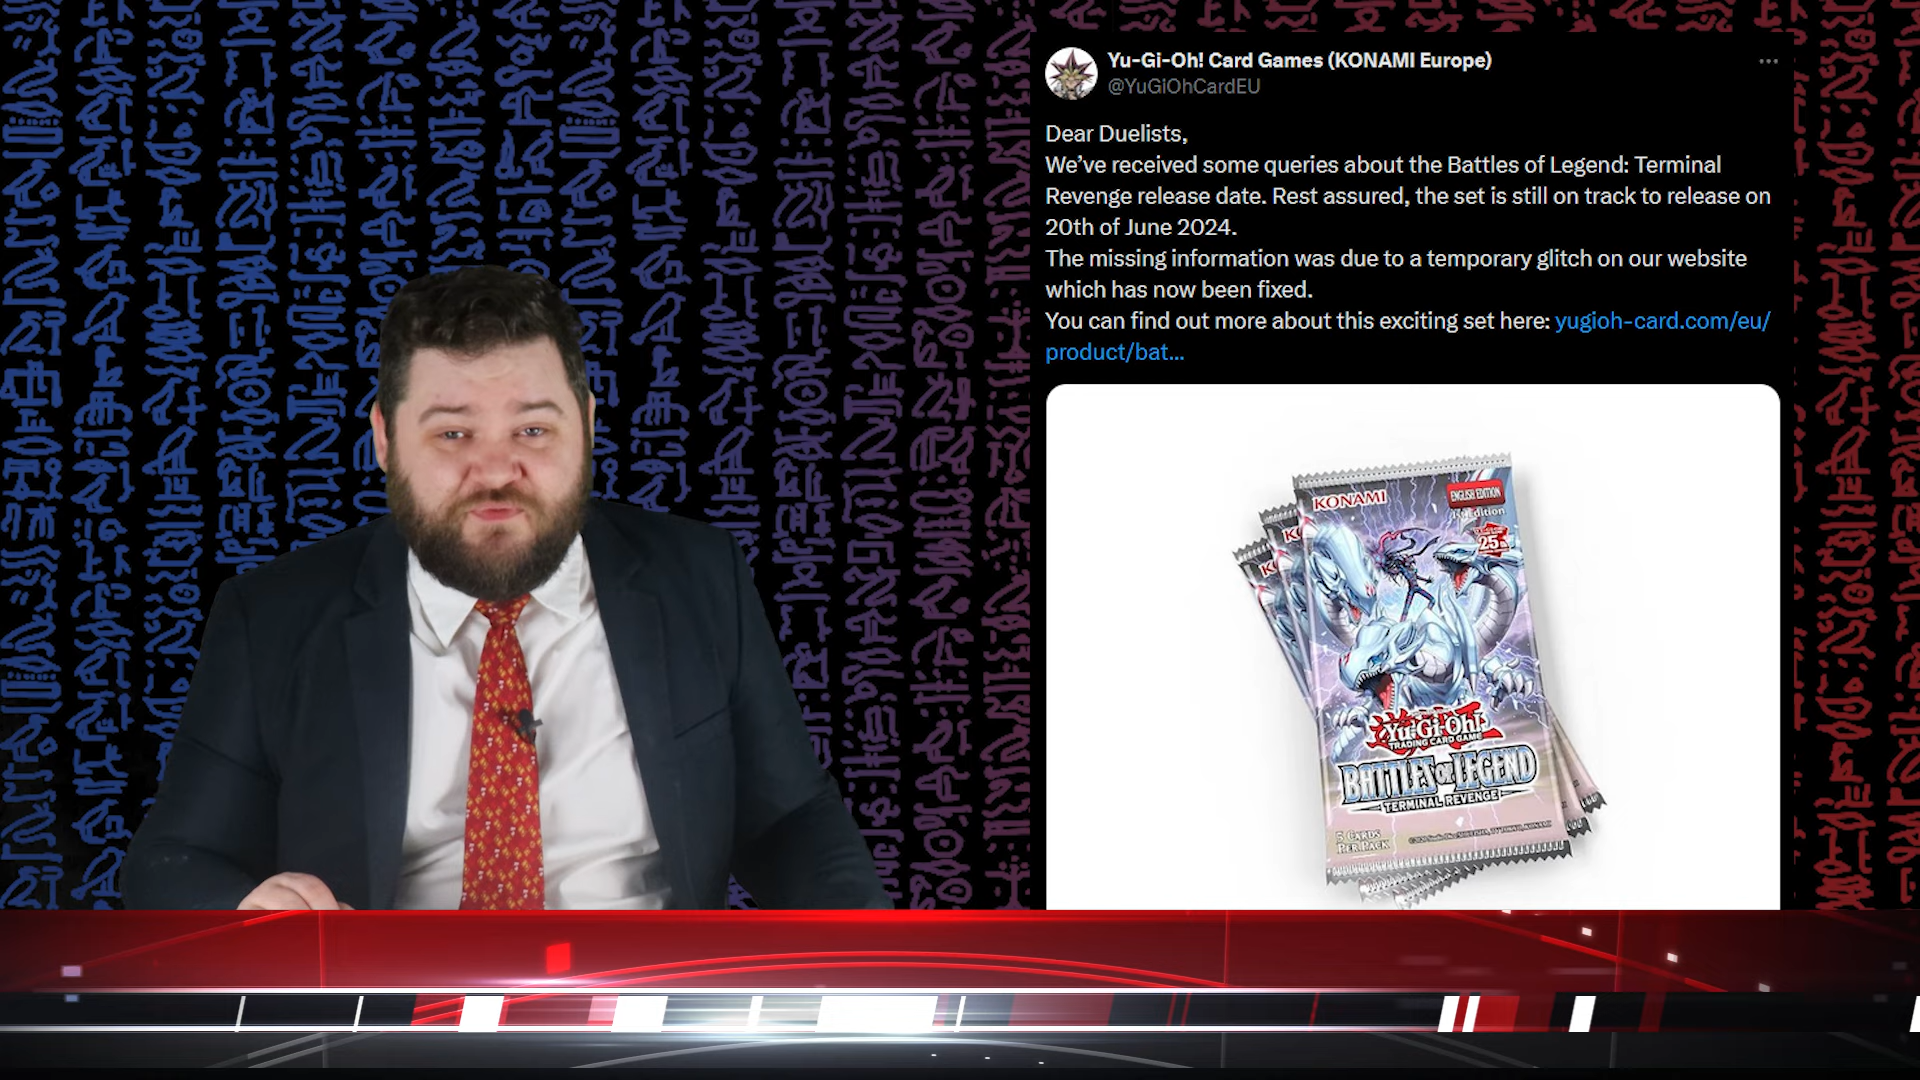 Yu-Gi-Oh! Card Games (KONAMI Europe)
@YuGiOhCardEU
Dear Duelists,
We've received some queries about the Battles of Legend: Terminal
Revenge release date. Rest assured, the set is still on track to release on
20th of June 2024.
The missing information was due to a temporary glitch on our website
which has now been fixed.
You can find out more about this exciting set here: yugioh-card.com/eu/
product/bat...
KONAMI
ENGLISH EDITION
1st Edition
25
Yu-Gi-Oh!
TRADING CARD GAME
BATTLES OF LEGEND
TERMINAL REVENGE
5 CARDS
PER PACK